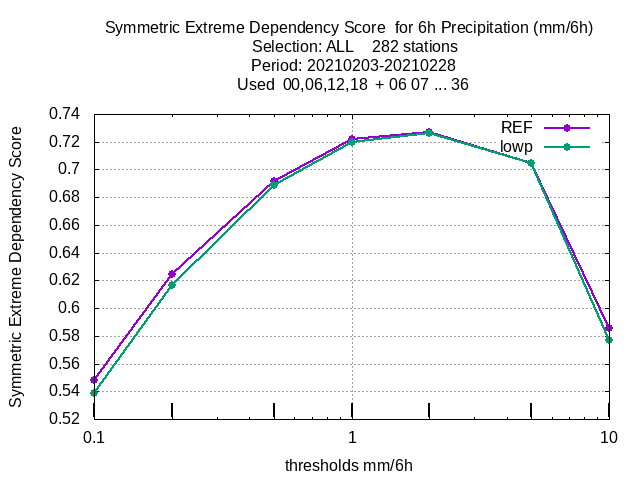 Symmetric Extreme Dependency Score for 6h Precipitation (mm/6h)
Selection: ALL 282 stations
Period: 20210203-20210228
Used 00,06,12,18 + 06 07 ... 36
REF
lowp
Symmetric Extreme Dependency Score
0.74
0.72
0.7
0.68
0.66
0.64
0.62
0.6
0.58
0.56
0.54
0.52
0.1
1
10
thresholds mm/6h